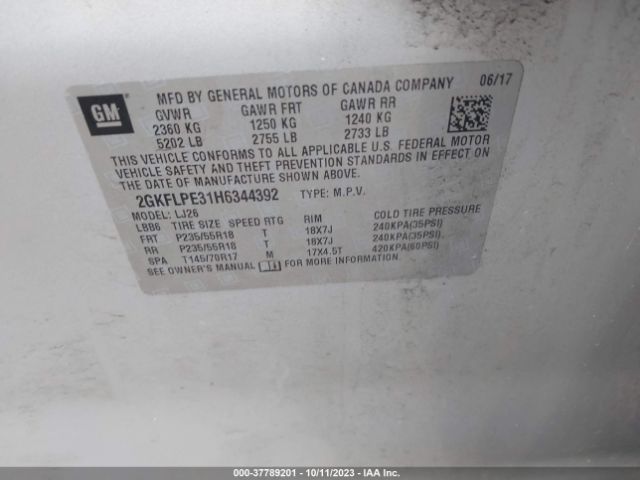 GM
MFD BY GENERAL MOTORS OF CANADA COMPANY 06/17
GVWR GAWR FRT GAWR RR
2360 KG 1250 KG 1240 KG
5202 LB 2755 LB 2733 LB
THIS VEHICLE CONFORMS TO ALL APPLICABLE U.S. FEDERAL MOTOR
VEHICLE SAFETY AND THEFT PREVENTION STANDARDS IN EFFECT ON
THE DATE OF MANUFACTURE SHOWN ABOVE.
2GKFLPE31H6344392 TYPE: M.P.V.
MODEL: LJ26
LBB6 TIRE SIZE SPEED RTG RIM COLD TIRE PRESSURE
FRT P235/55R18 T 18X7J 240KPA(35PSI)
RR P235/55R18 T 18X7J 240KPA(35PSI)
SPA T145/70R17 M 17X4.5T 420KPA(60PSI)
SEE OWNER'S MANUAL FOR MORE INFORMATION.
000-37789201 - 10/11/2023 - IAA Inc.